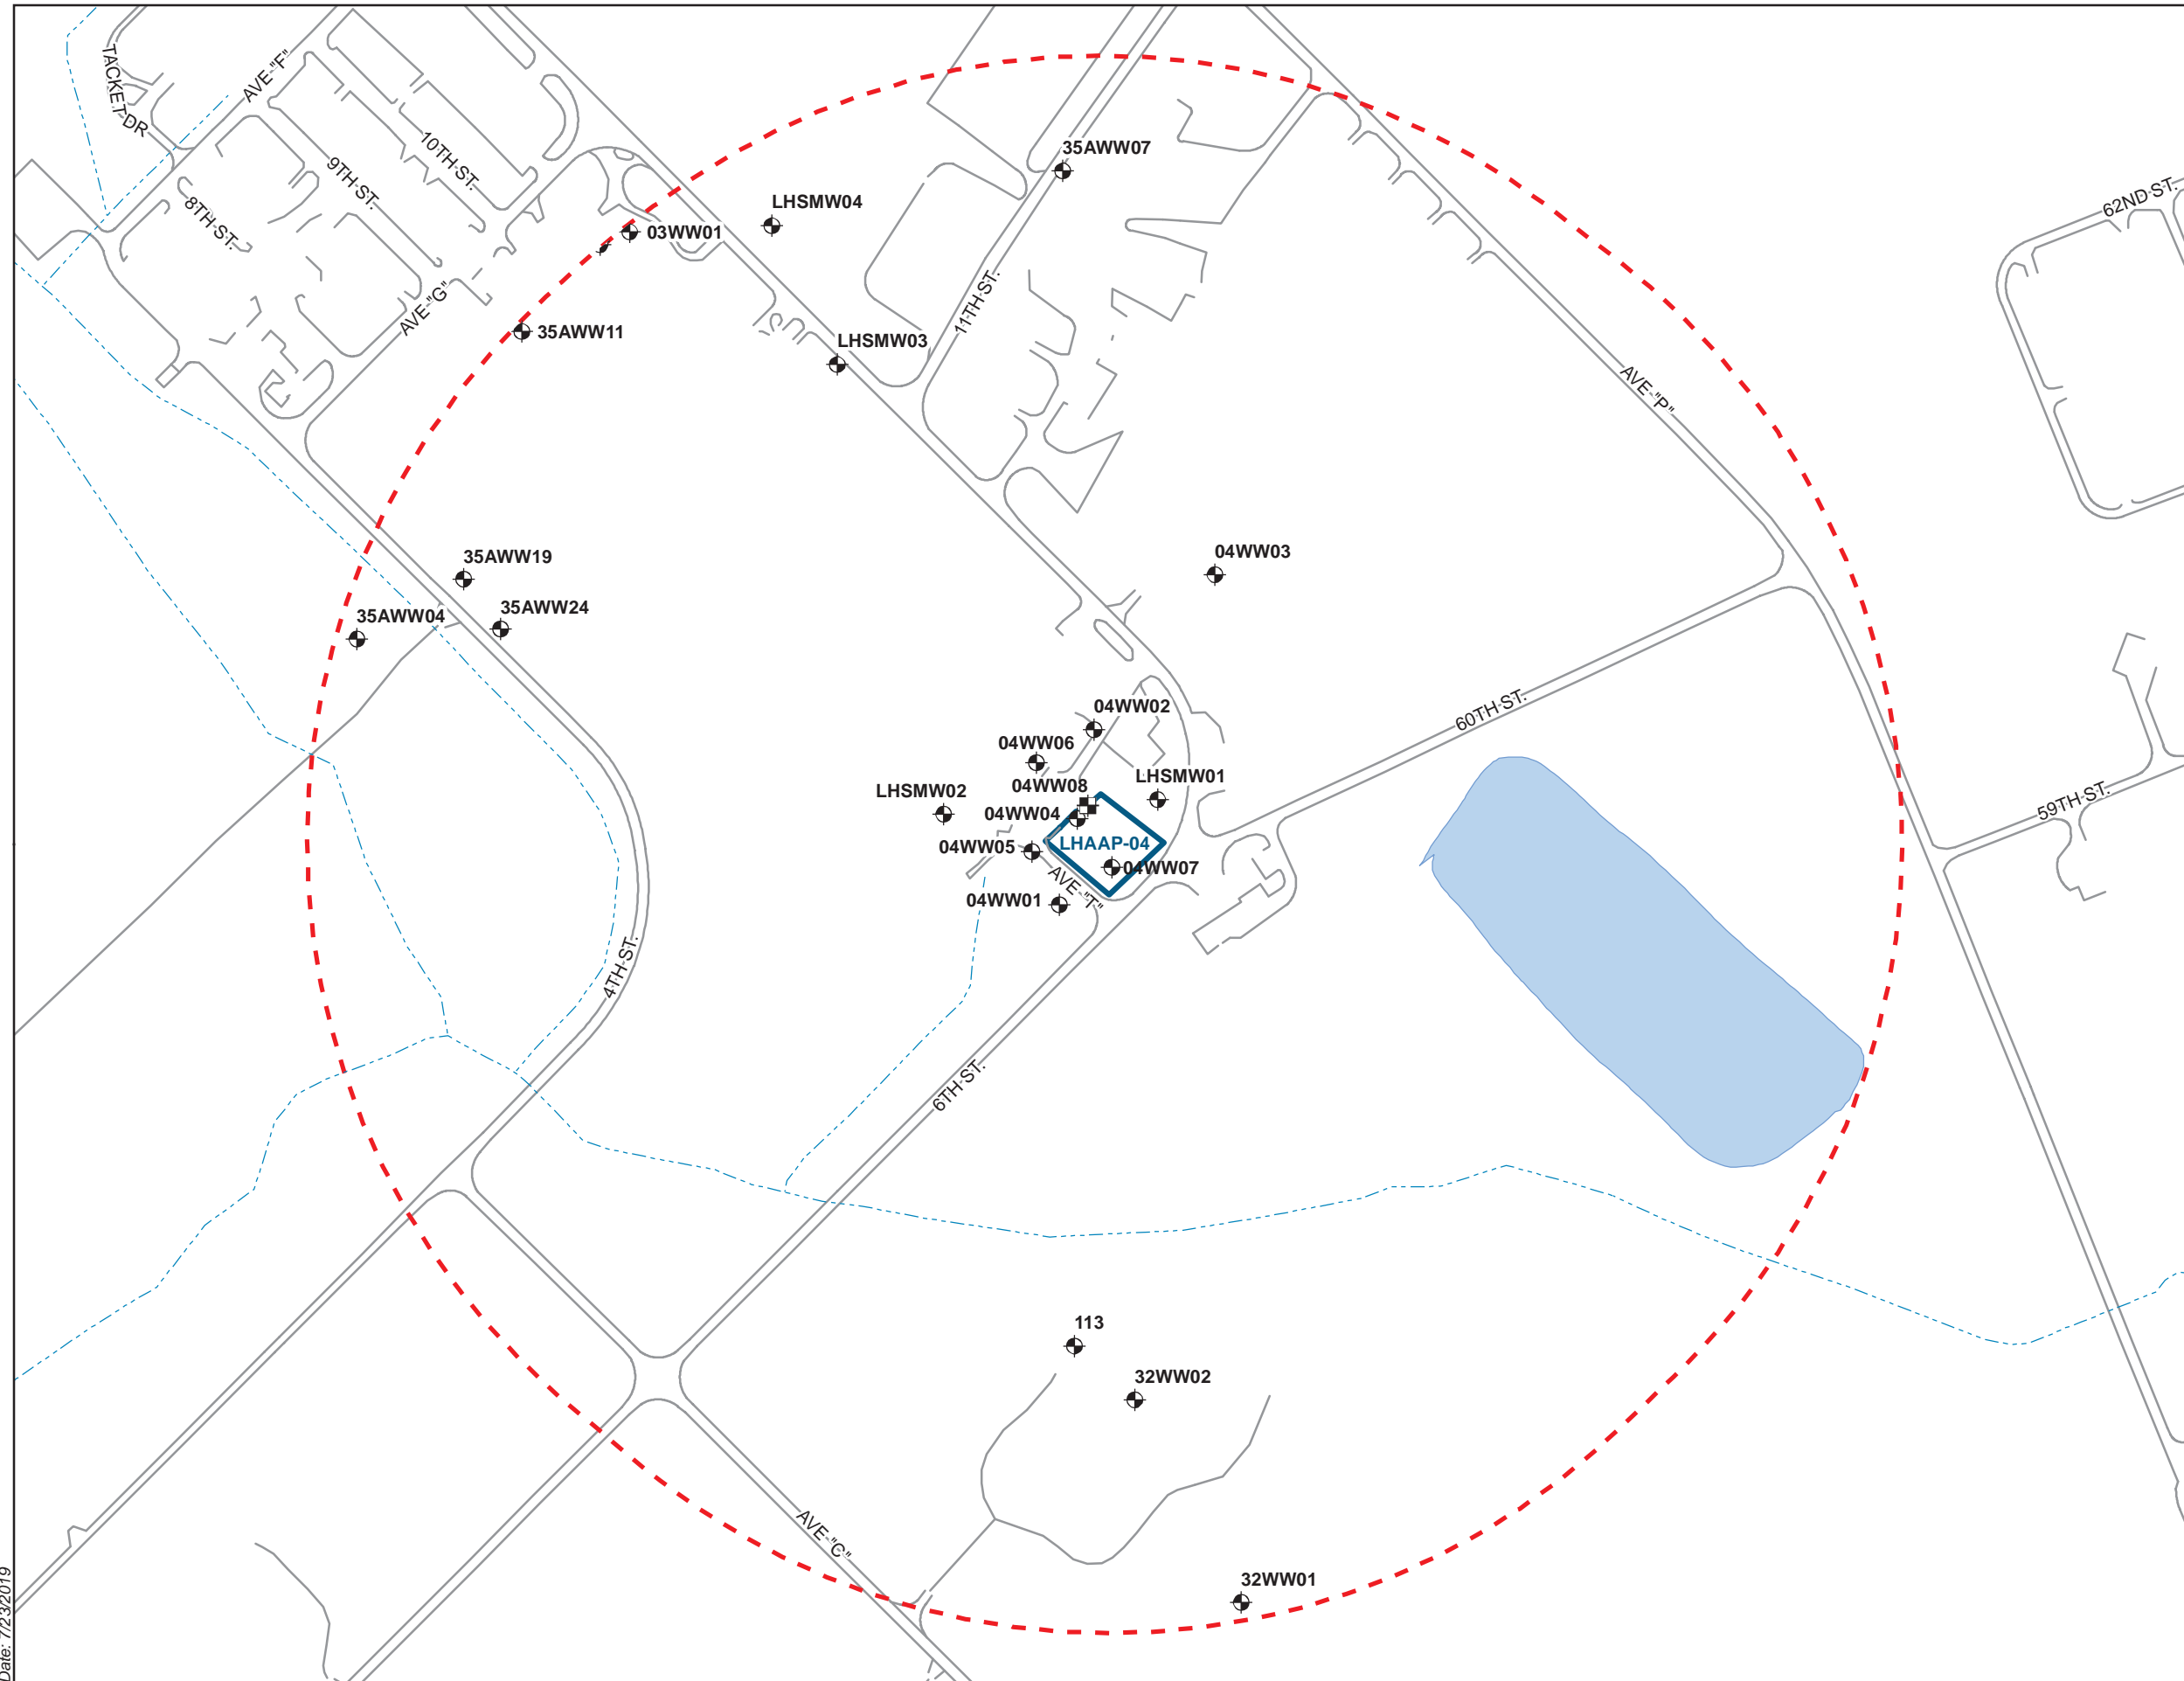 TACKET DR
AVE "F"
10TH ST.
9TH ST.
8TH ST.
AVE "G"
35AWW07
LHSMW04
03WW01
62ND ST.
11TH ST.
35AWW11
LHSMW03
AVE "P"
35AWW19
04WW03
35AWW24
35AWW04
04WW02
60TH ST.
04WW06
LHSMW01
04WW08
LHSMW02
04WW04
59TH ST.
LHAAP-04
04WW05
04WW07
AVE "T"
04WW01
4TH ST.
6TH ST.
113
32WW02
AVE "C"
32WW01
Date: 7/23/2019